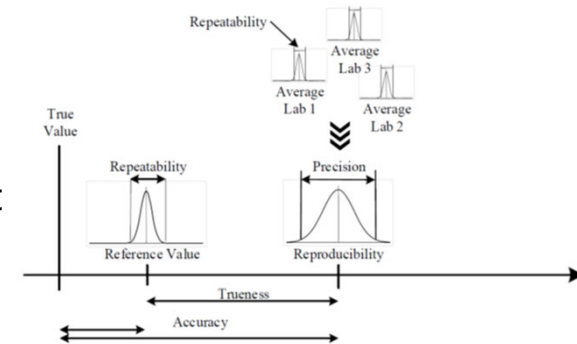 Repeatability
Average
Lab 3
Average
Lab 1
Average
Lab 2
True
Value
Repeatability
Precision
Reference Value
Reproducibility
Trueness
Accuracy